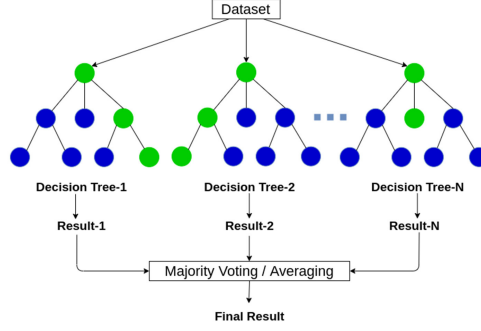 Dataset
Decision Tree-1
Decision Tree-2
Decision Tree-N
Result-1
Result-2
Result-N
Majority Voting / Averaging
Final Result